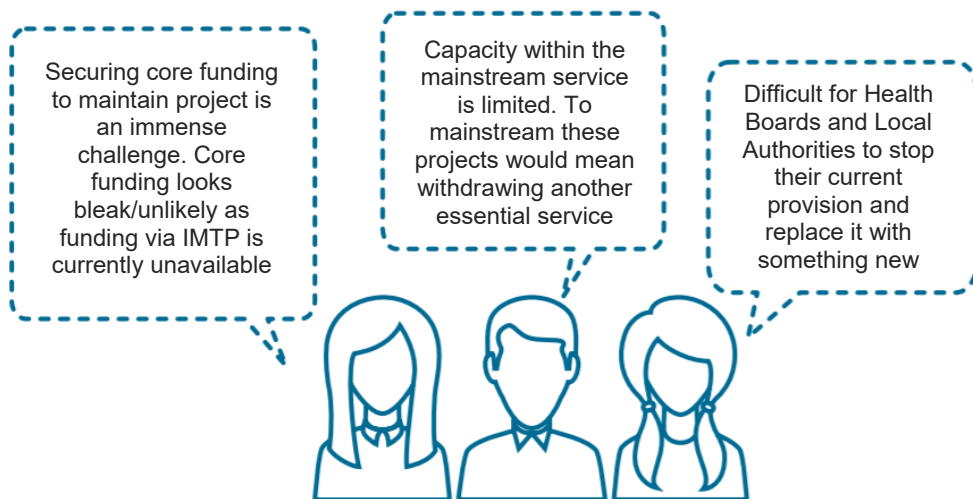 Securing core funding
to maintain project is
an immense
challenge. Core
funding looks
bleak/unlikely as
funding via IMTP is
currently unavailable
Capacity within the
mainstream service
is limited. To
mainstream these
projects would mean
withdrawing another
essential service
Difficult for Health
Boards and Local
Authorities to stop
their current
provision and
replace it with
something new